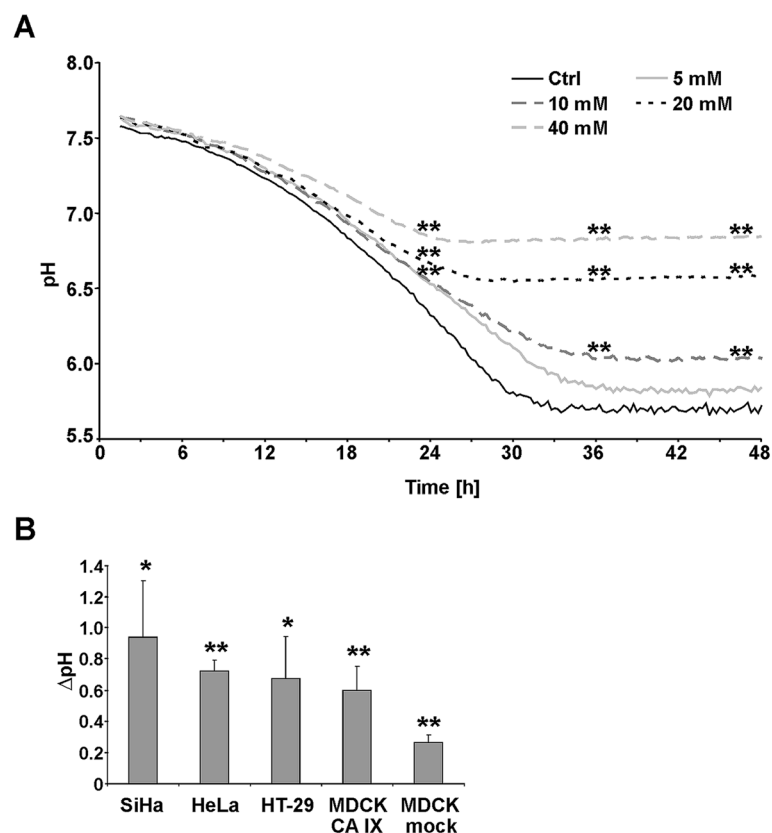 A
8.0
7.5
7.0
6.5
6.0
5.5
pH
Ctrl
5 mM
10 mM
20 mM
40 mM
** ** **
**
** ** **
** **
0 6 12 18 24 30 36 42 48
Time [h]
B
1.4
1.2
1.0
0.8
0.6
0.4
0.2
0
ΔpH
* ** * ** **
SiHa HeLa HT-29 MDCK MDCK
CA IX mock